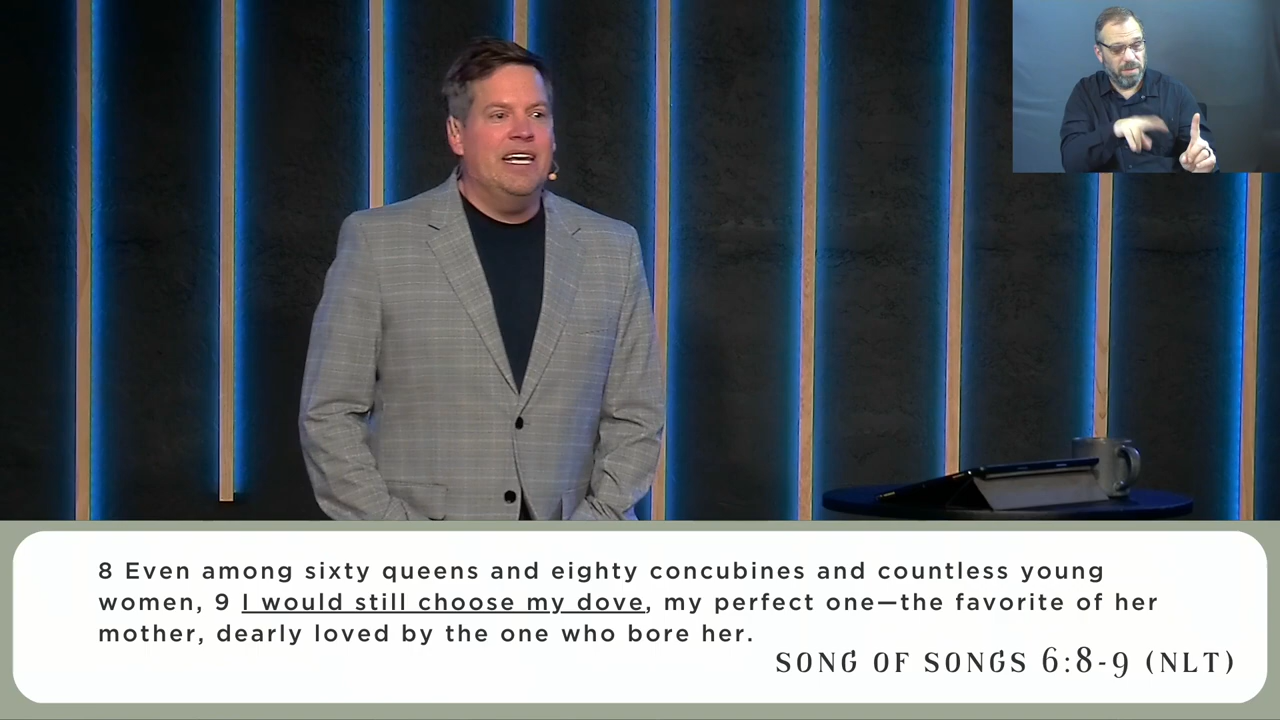 8 Even among sixty queens and eighty concubines and countless young
women, 9 I would still choose my dove, my perfect one—the favorite of her
mother, dearly loved by the one who bore her.
SONG OF SONGS 6:8-9 (NLT)